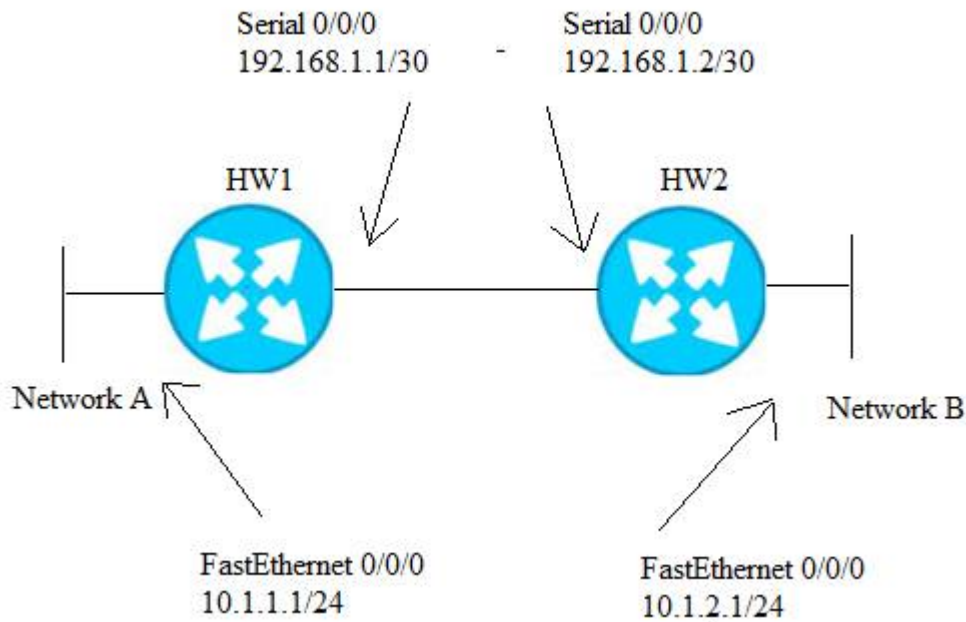 Serial 0/0/0
192.168.1.1/30
-
Serial 0/0/0
192.168.1.2/30
HW1
HW2
Network A
Network B
FastEthernet 0/0/0
10.1.1.1/24
FastEthernet 0/0/0
10.1.2.1/24